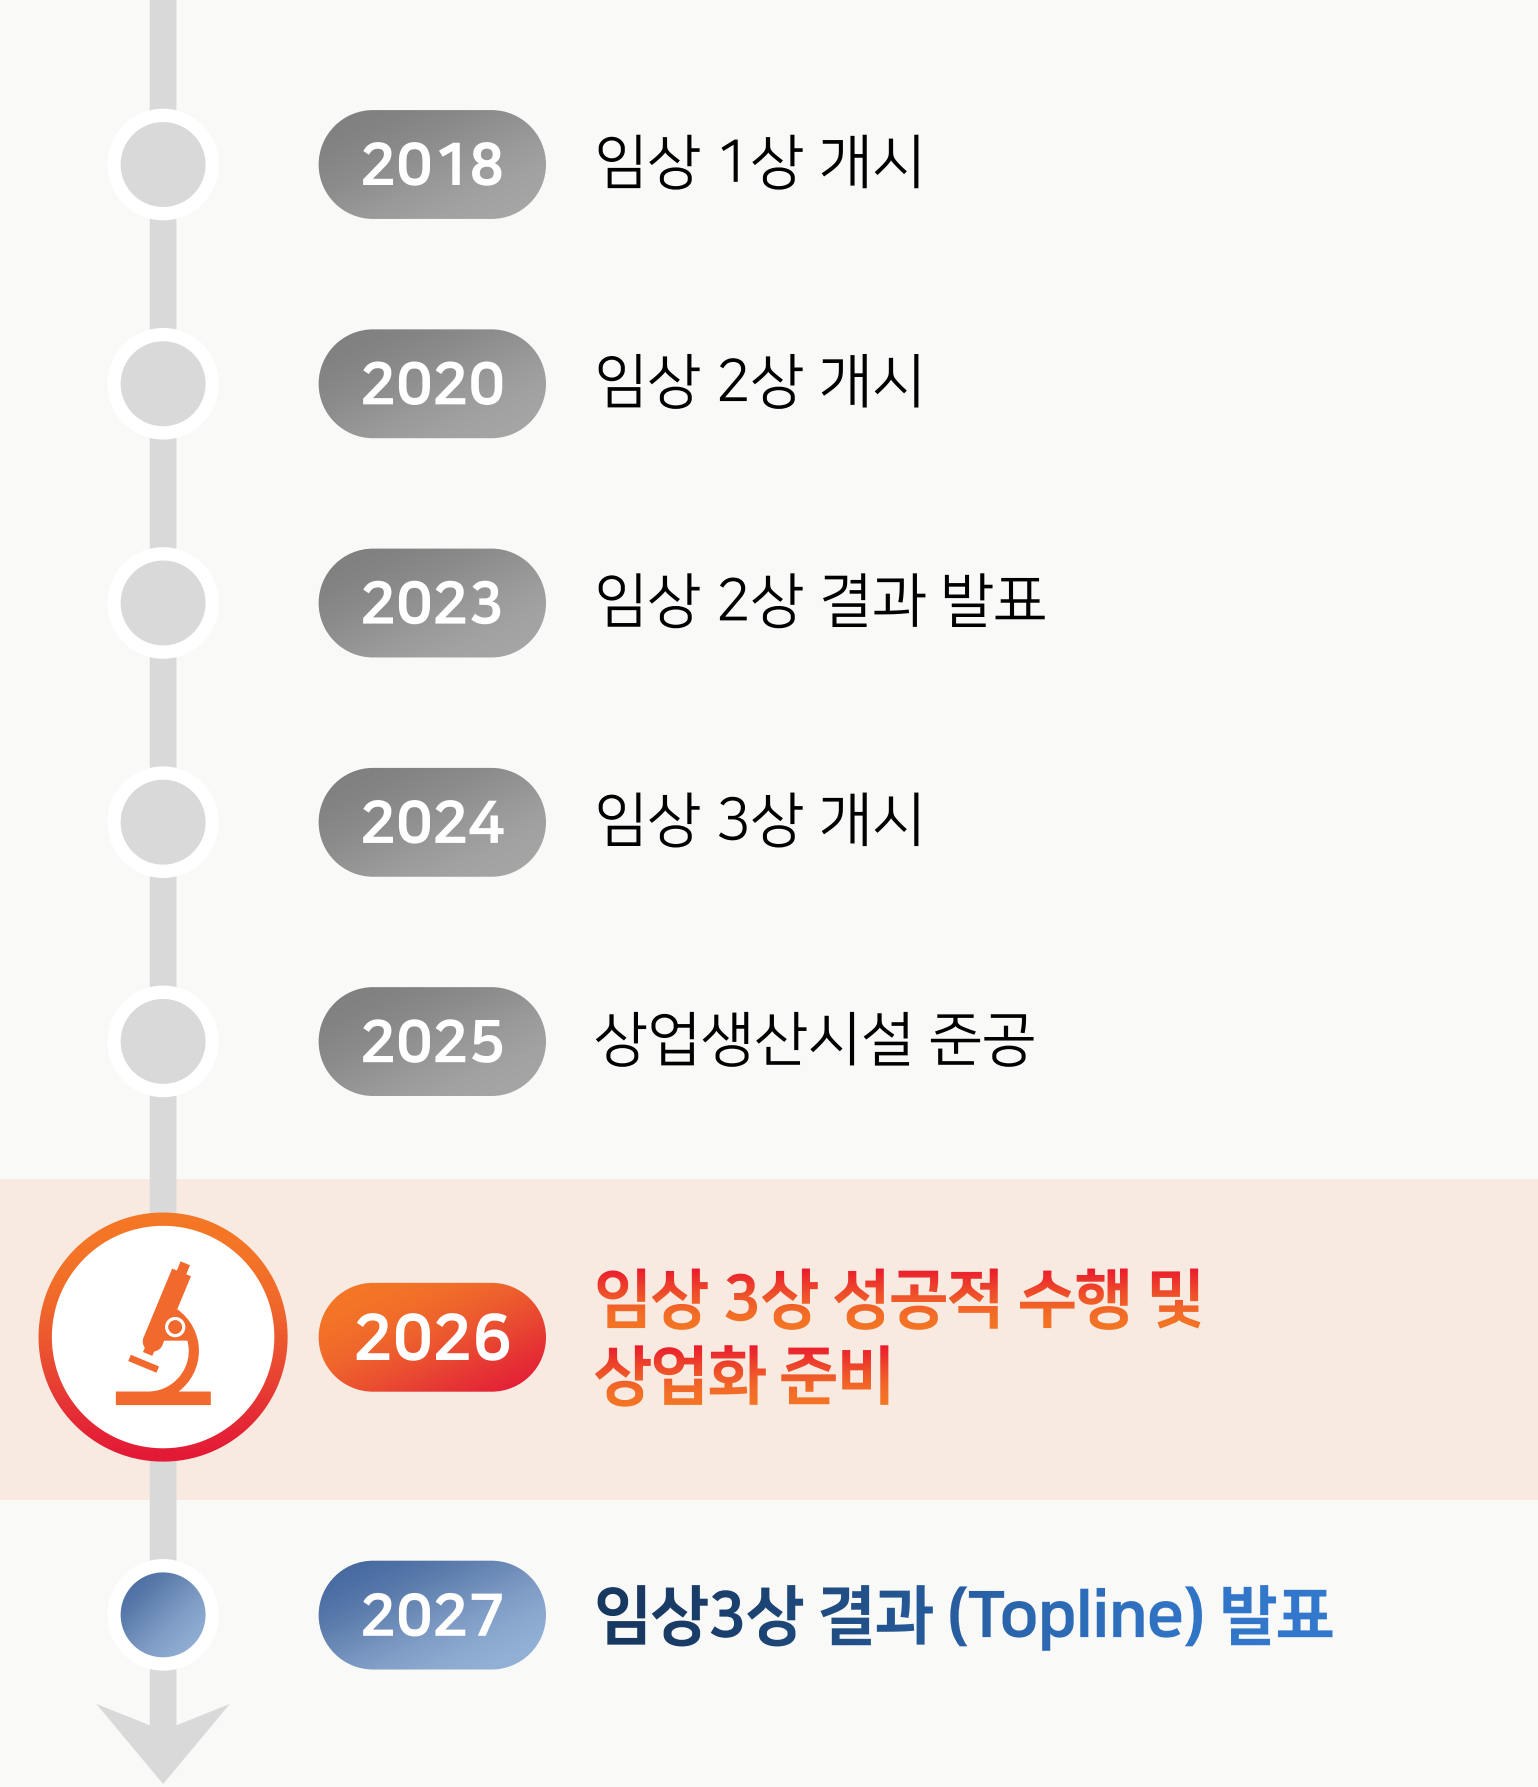 2018 임상 1상 개시
2020 임상 2상 개시
2023 임상 2상 결과 발표
2024 임상 3상 개시
2025 상업생산시설 준공
2026 임상 3상 성공적 수행 및
상업화 준비
2027 임상3상 결과 (Topline) 발표